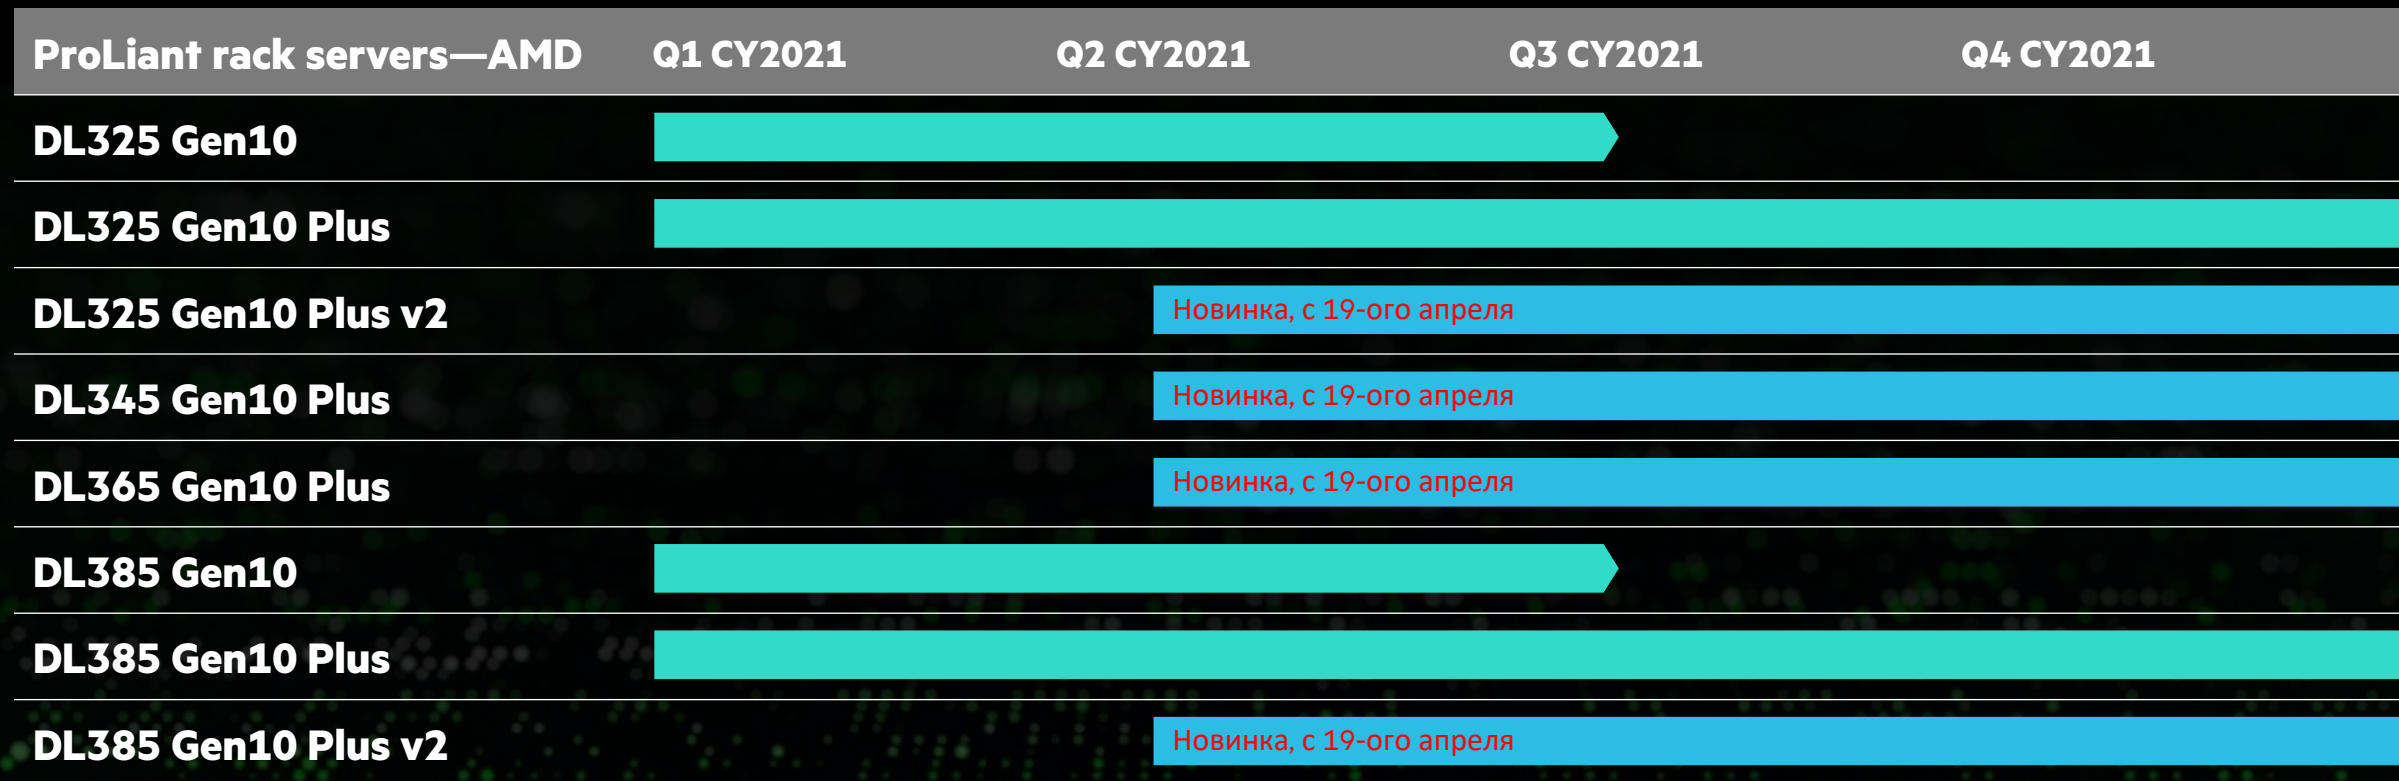 ProLiant rack servers—AMD Q1 CY2021 Q2 CY2021 Q3 CY2021 Q4 CY2021
DL325 Gen10
DL325 Gen10 Plus
DL325 Gen10 Plus v2 Новинка, с 19-ого апреля
DL345 Gen10 Plus Новинка, с 19-ого апреля
DL365 Gen10 Plus Новинка, с 19-ого апреля
DL385 Gen10
DL385 Gen10 Plus
DL385 Gen10 Plus v2 Новинка, с 19-ого апреля